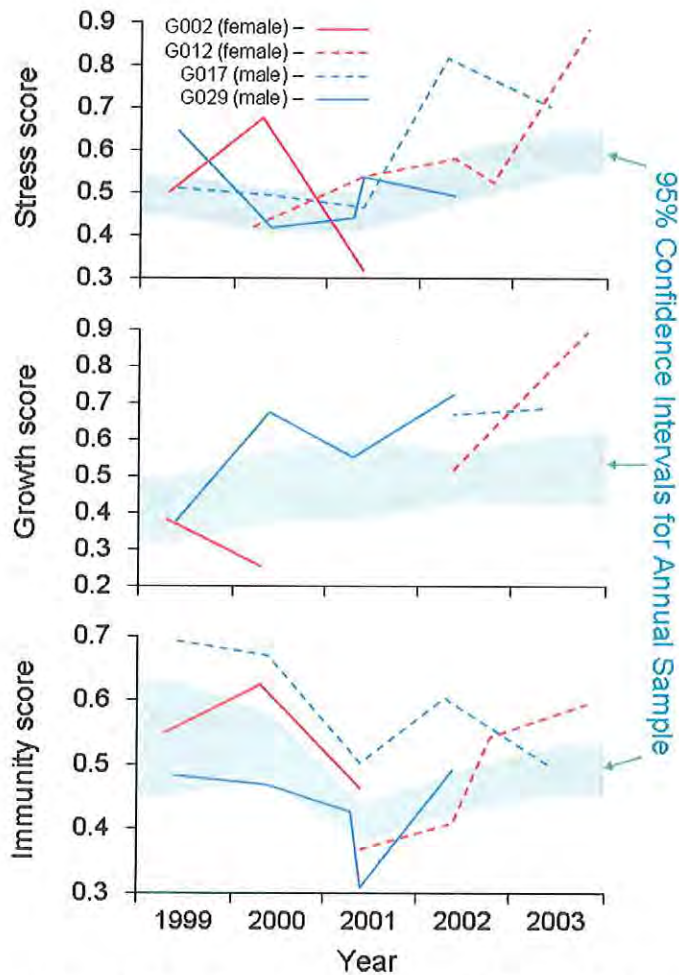 G002 (female) –
G012 (female) –
G017 (male) –
G029 (male) –
Stress score
0.9
0.8
0.7
0.6
0.5
0.4
0.3
Growth score
0.9
0.8
0.7
0.6
0.5
0.4
0.3
0.2
Immunity score
0.7
0.6
0.5
0.4
0.3
1999 2000 2001 2002 2003
Year
95% Confidence Intervals for Annual Sample